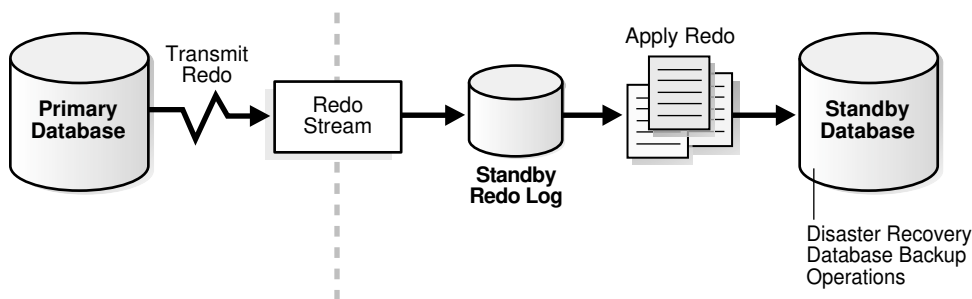 Primary
Database
Transmit
Redo
Redo
Stream
Standby
Redo Log
Apply Redo
Standby
Database
Disaster Recovery
Database Backup
Operations